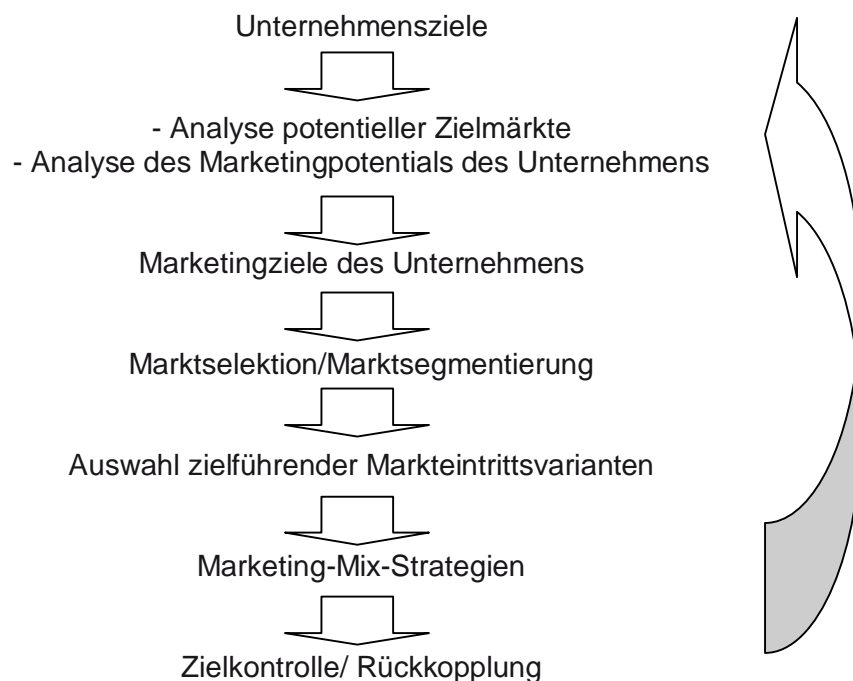 Unternehmensziele
- Analyse potentieller Zielmärkte
- Analyse des Marketingpotentials des Unternehmens
Marketingziele des Unternehmens
Marktselektion/Marktsegmentierung
Auswahl zielführender Markteintrittsvarianten
Marketing-Mix-Strategien
Zielkontrolle/ Rückkopplung